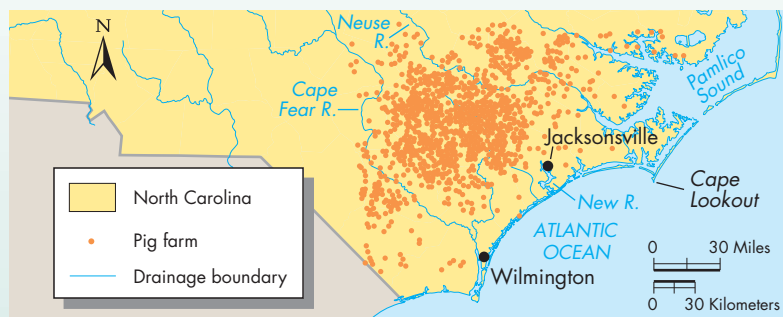 N
Neuse
R.
Cape
Fear R.
Pamlico
Sound
Jacksonsville
New R.
Cape
Lookout
ATLANTIC
OCEAN
Wilmington
North Carolina
Pig farm
Drainage boundary
0 30 Miles
0 30 Kilometers